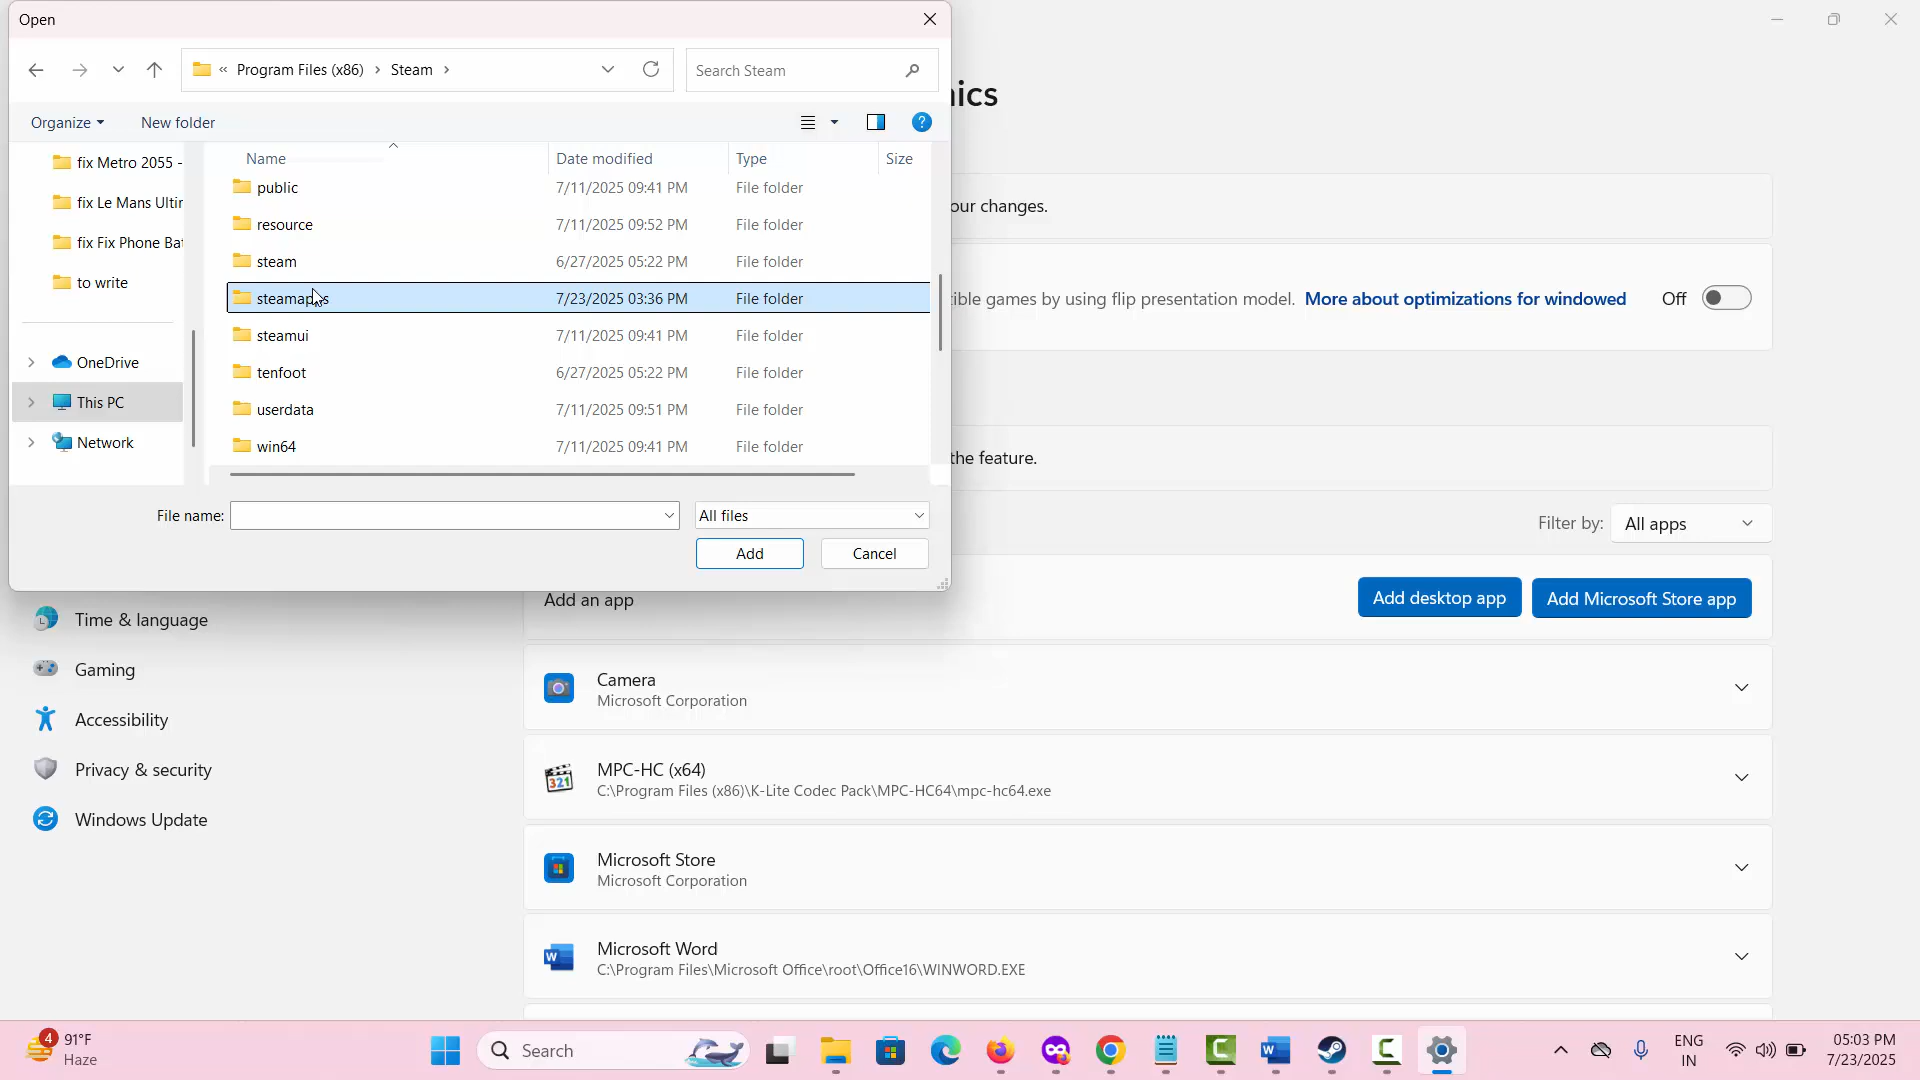 Open
« Program Files (x86) › Steam ›
Search Steam
Organize
New folder
Name
Date modified
Type
Size
fix Metro 2055 -
fix Le Mans Ultir
fix Fix Phone Bat
to write
OneDrive
This PC
Network
public 7/11/2025 09:41 PM File folder
resource 7/11/2025 09:52 PM File folder
steam 6/27/2025 05:22 PM File folder
steamapps 7/23/2025 03:36 PM File folder
steamui 7/11/2025 09:41 PM File folder
tenfoot 6/27/2025 05:22 PM File folder
userdata 7/11/2025 09:51 PM File folder
win64 7/11/2025 09:41 PM File folder
File name:
All files
Add
Cancel
ics
our changes.
ible games by using flip presentation model. More about optimizations for windowed
Off
the feature.
Filter by: All apps
Add an app
Add desktop app
Add Microsoft Store app
Camera
Microsoft Corporation
MPC-HC (x64)
C:\Program Files (x86)\K-Lite Codec Pack\MPC-HC64\mpc-hc64.exe
Microsoft Store
Microsoft Corporation
Microsoft Word
C:\Program Files\Microsoft Office\root\Office16\WINWORD.EXE
Time & language
Gaming
Accessibility
Privacy & security
Windows Update
4
91°F
Haze
Search
ENG
IN
05:03 PM
7/23/2025